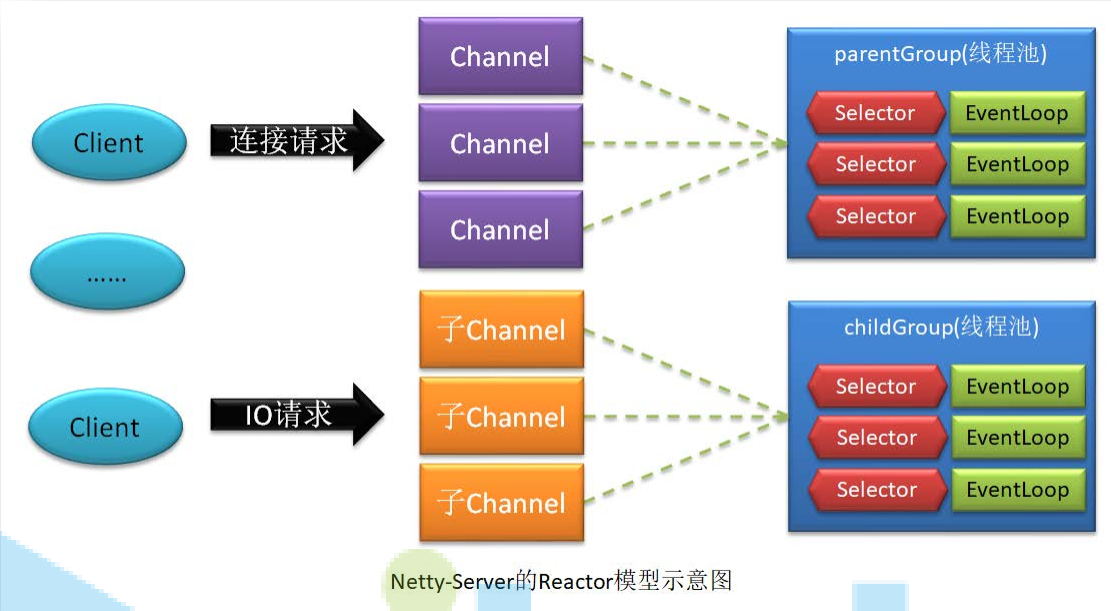 Client
连接请求
Channel
Channel
Channel
parentGroup(线程池)
Selector EventLoop
Selector EventLoop
Selector EventLoop
……
Client
IO请求
子Channel
子Channel
子Channel
childGroup(线程池)
Selector EventLoop
Selector EventLoop
Selector EventLoop
Netty-Server的Reactor模型示意图